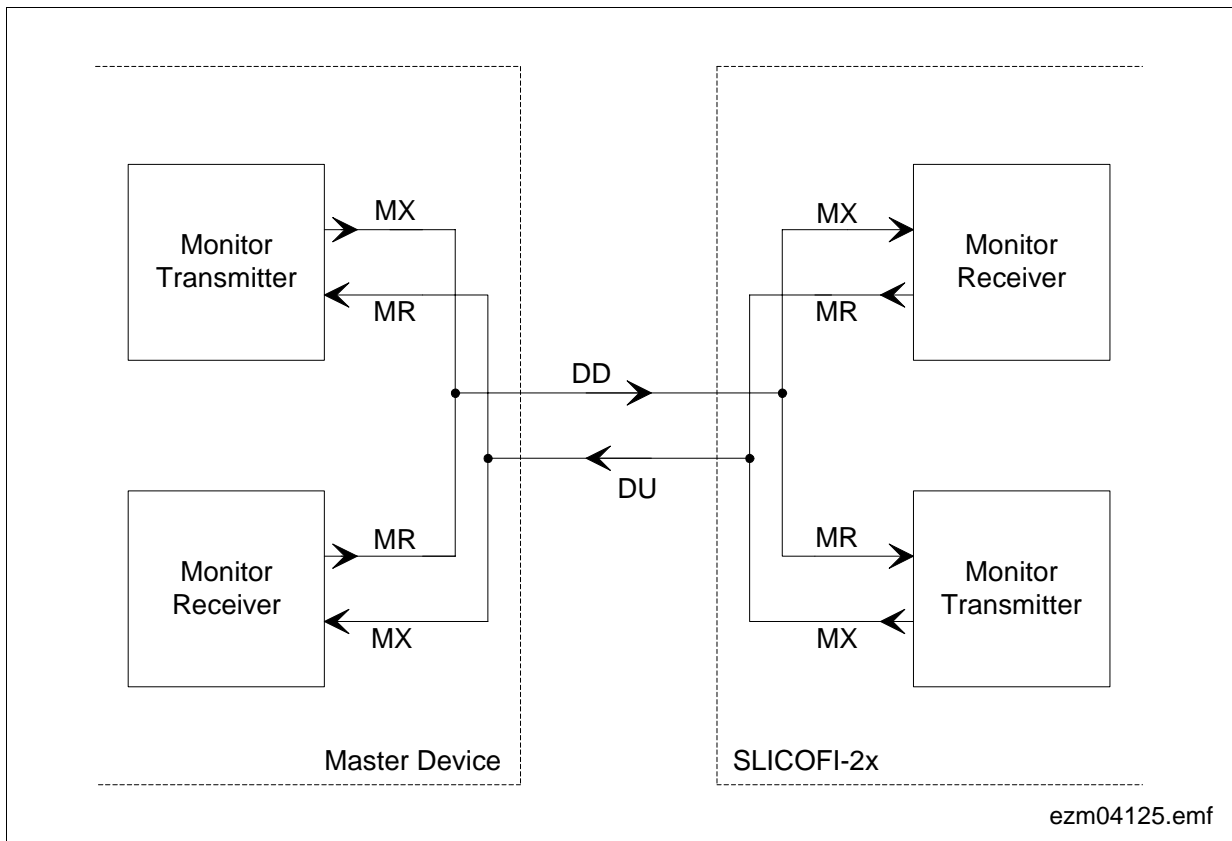 MX
MX
Monitor
Transmitter
Monitor
Receiver
MR
MR
DD
DU
MR
MR
Monitor
Receiver
Monitor
Transmitter
MX
MX
Master Device
SLICOFI-2x
ezm04125.emf